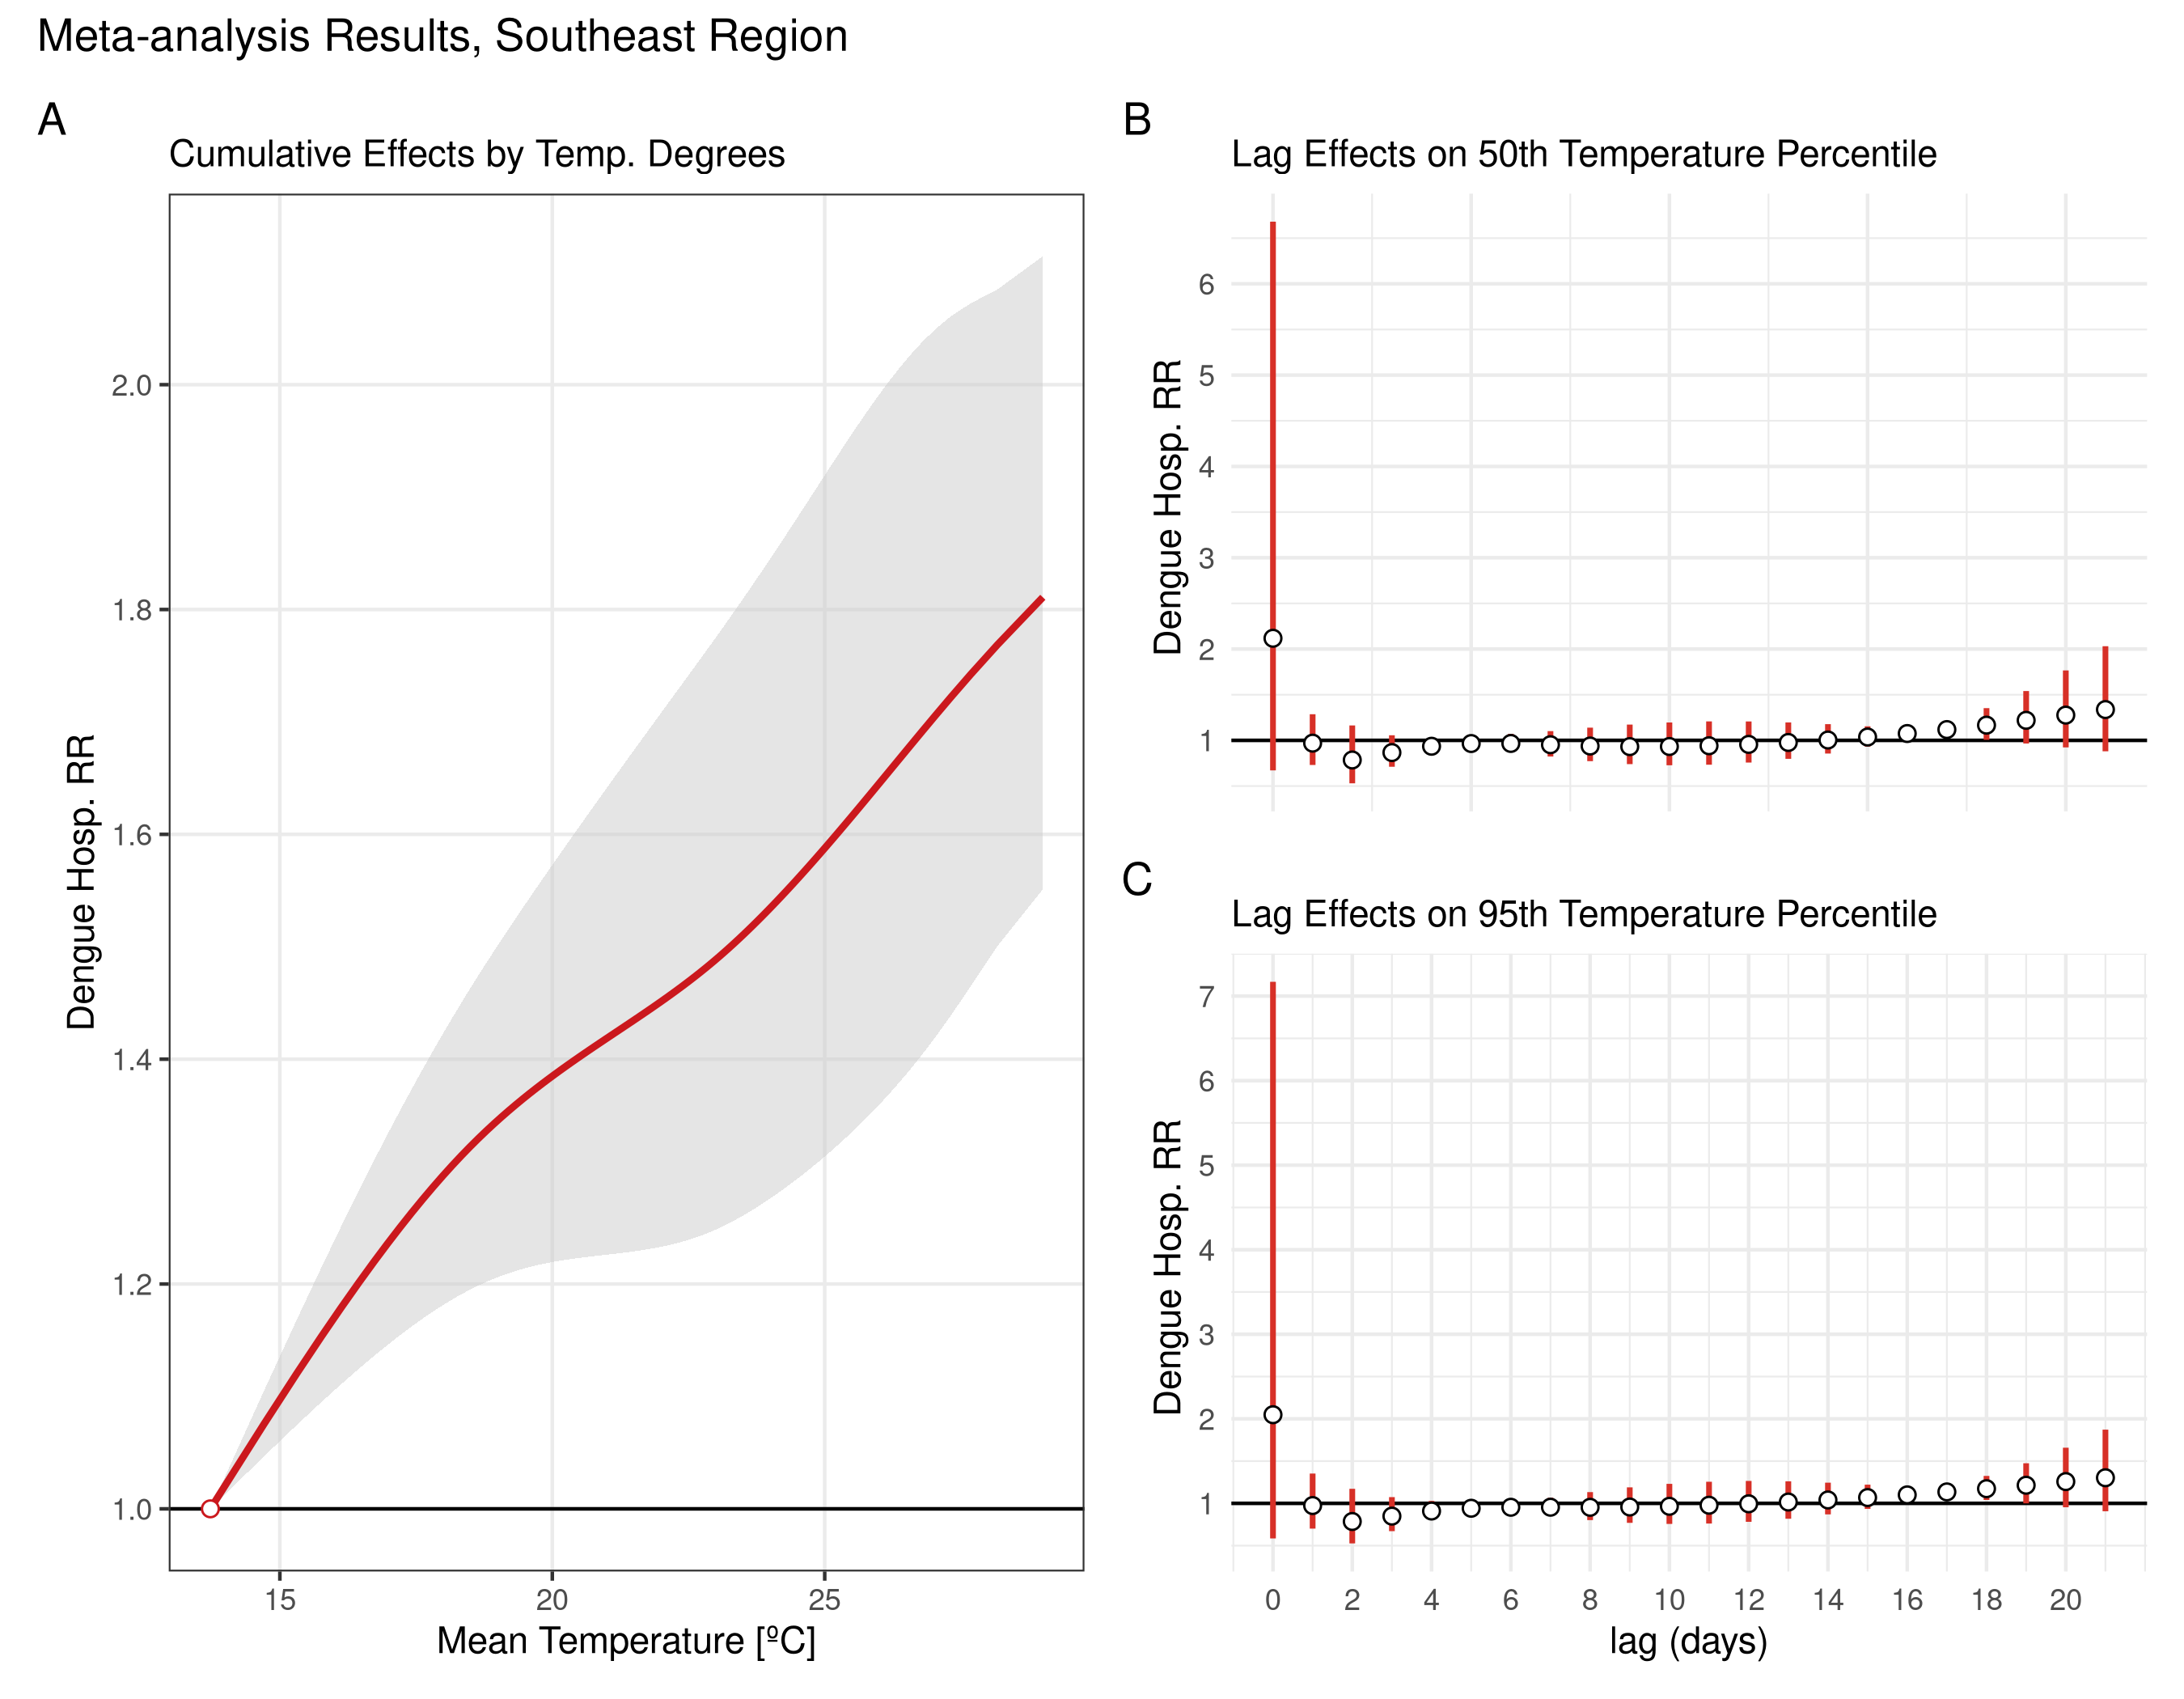 Meta-analysis Results, Southeast Region
A
Cumulative Effects by Temp. Degrees
Dengue Hosp. RR
2.0
1.8
1.6
1.4
1.2
1.0
15 20 25
Mean Temperature [ºC]
B
Lag Effects on 50th Temperature Percentile
Dengue Hosp. RR
6
5
4
3
2
1
C
Lag Effects on 95th Temperature Percentile
Dengue Hosp. RR
7
6
5
4
3
2
1
0 2 4 6 8 10 12 14 16 18 20
lag (days)